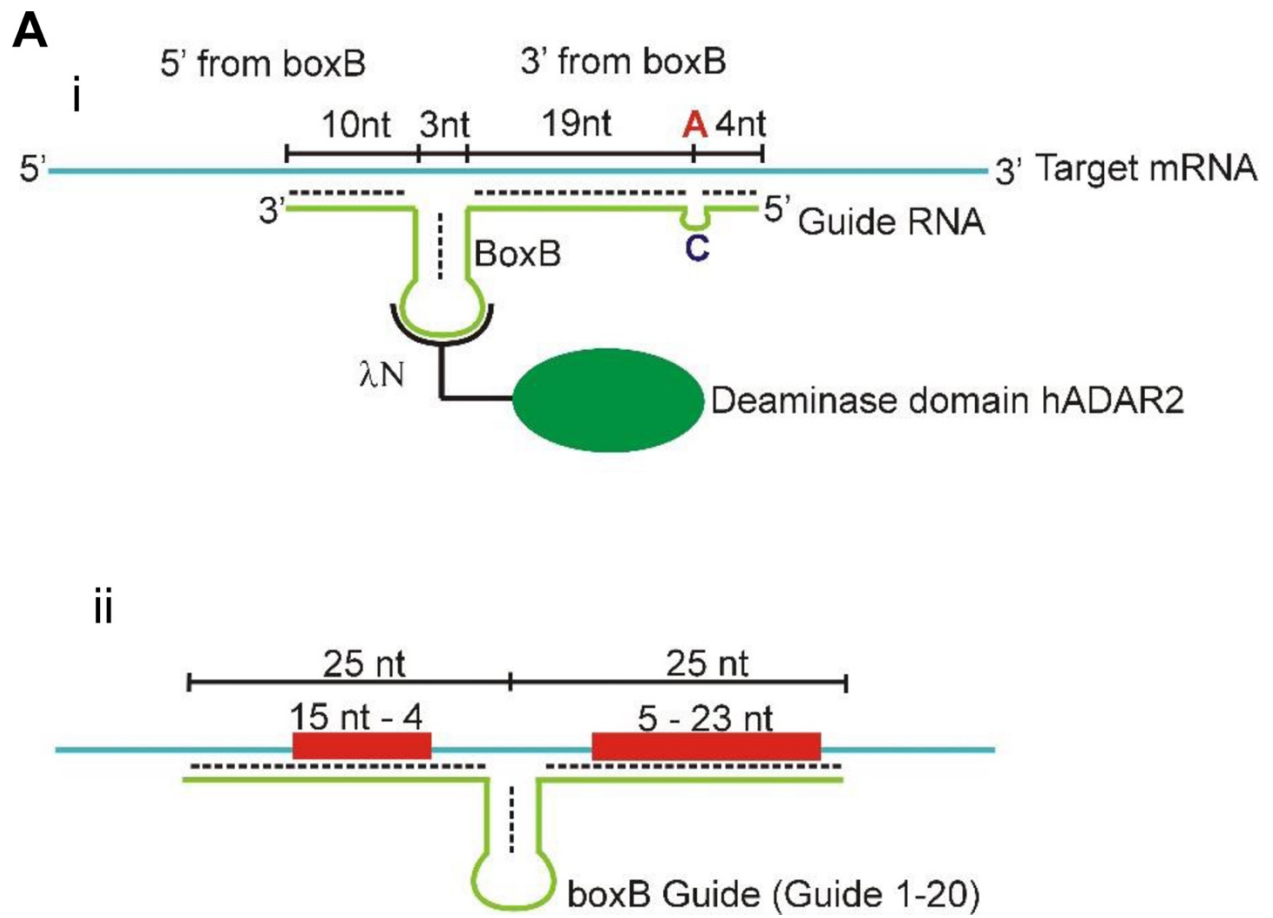 A
i
5’ from boxB 3’ from boxB
10nt 3nt 19nt A 4nt
5’ 3’ Target mRNA
3’ 5’ Guide RNA
BoxB C
λN
Deaminase domain hADAR2
ii
25 nt 25 nt
15 nt - 4 5 - 23 nt
boxB Guide (Guide 1-20)